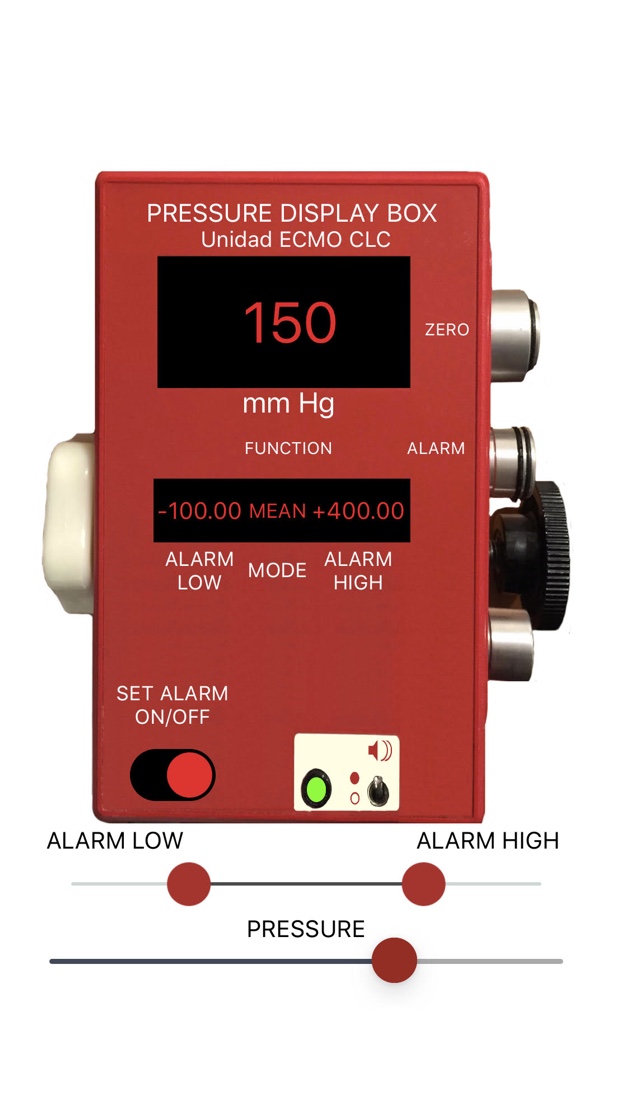 PRESSURE DISPLAY BOX
Unidad ECMO CLC
150
ZERO
mm Hg
FUNCTION
ALARM
-100.00 MEAN +400.00
ALARM
LOW
MODE
ALARM
HIGH
SET ALARM
ON/OFF
ALARM LOW
ALARM HIGH
PRESSURE